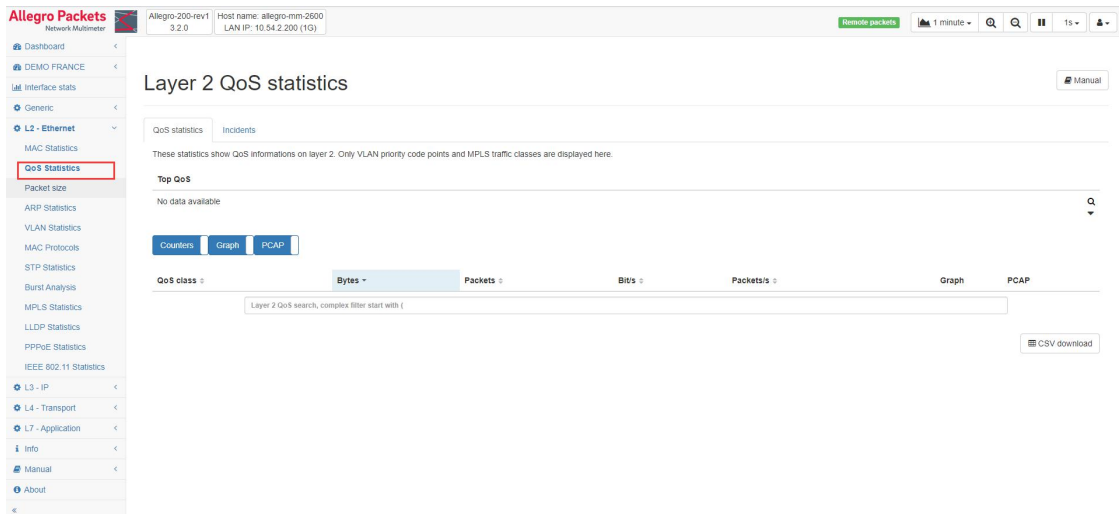 Allegro Packets
Network Multimeter
Allegro-200-rev1
3.2.0
Host name: allegro-mm-2600
LAN IP: 10.54.2.200 (1G)
Remote packets
1 minute
1s
Dashboard
DEMO FRANCE
Interface stats
Generic
L2 - Ethernet
MAC Statistics
QoS Statistics
Packet size
ARP Statistics
VLAN Statistics
MAC Protocols
STP Statistics
Burst Analysis
MPLS Statistics
LLDP Statistics
PPPoE Statistics
IEEE 802.11 Statistics
L3 - IP
L4 - Transport
L7 - Application
Info
Manual
About
«
Layer 2 QoS statistics
Manual
QoS statistics
Incidents
These statistics show QoS informations on layer 2. Only VLAN priority code points and MPLS traffic classes are displayed here.
Top QoS
No data available
Counters
Graph
PCAP
QoS class
Bytes
Packets
Bit/s
Packets/s
Graph
PCAP
Layer 2 QoS search, complex filter start with (
CSV download